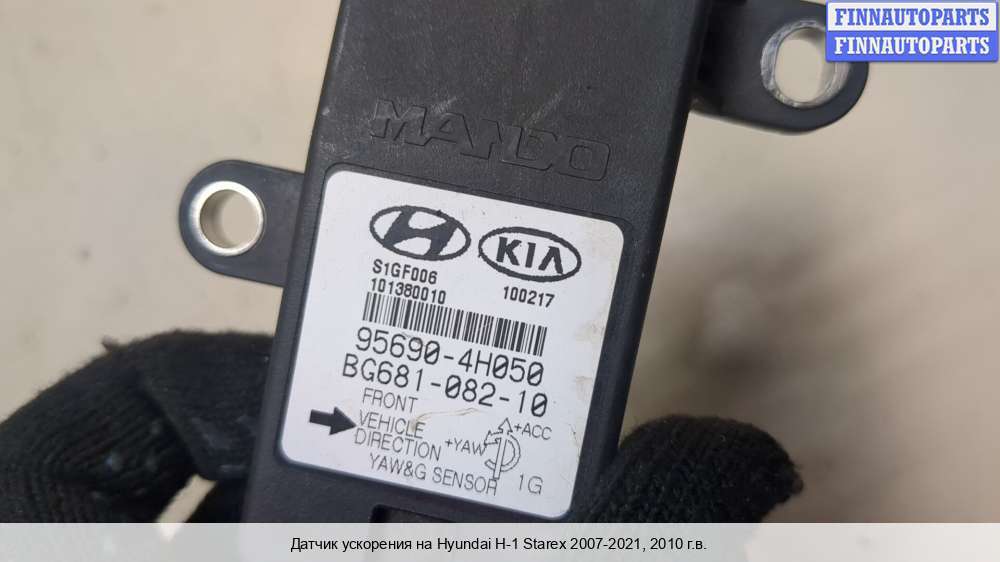 FINNAUTOPARTS
FINNAUTOPARTS
MANDO
KIA
S1GF006
101380010 100217
95690-4H050
BG681-082-10
FRONT
VEHICLE
DIRECTION
+YAW +ACC
YAW&G SENSOR 1G
Датчик ускорения на Hyundai H-1 Starex 2007-2021, 2010 г.в.